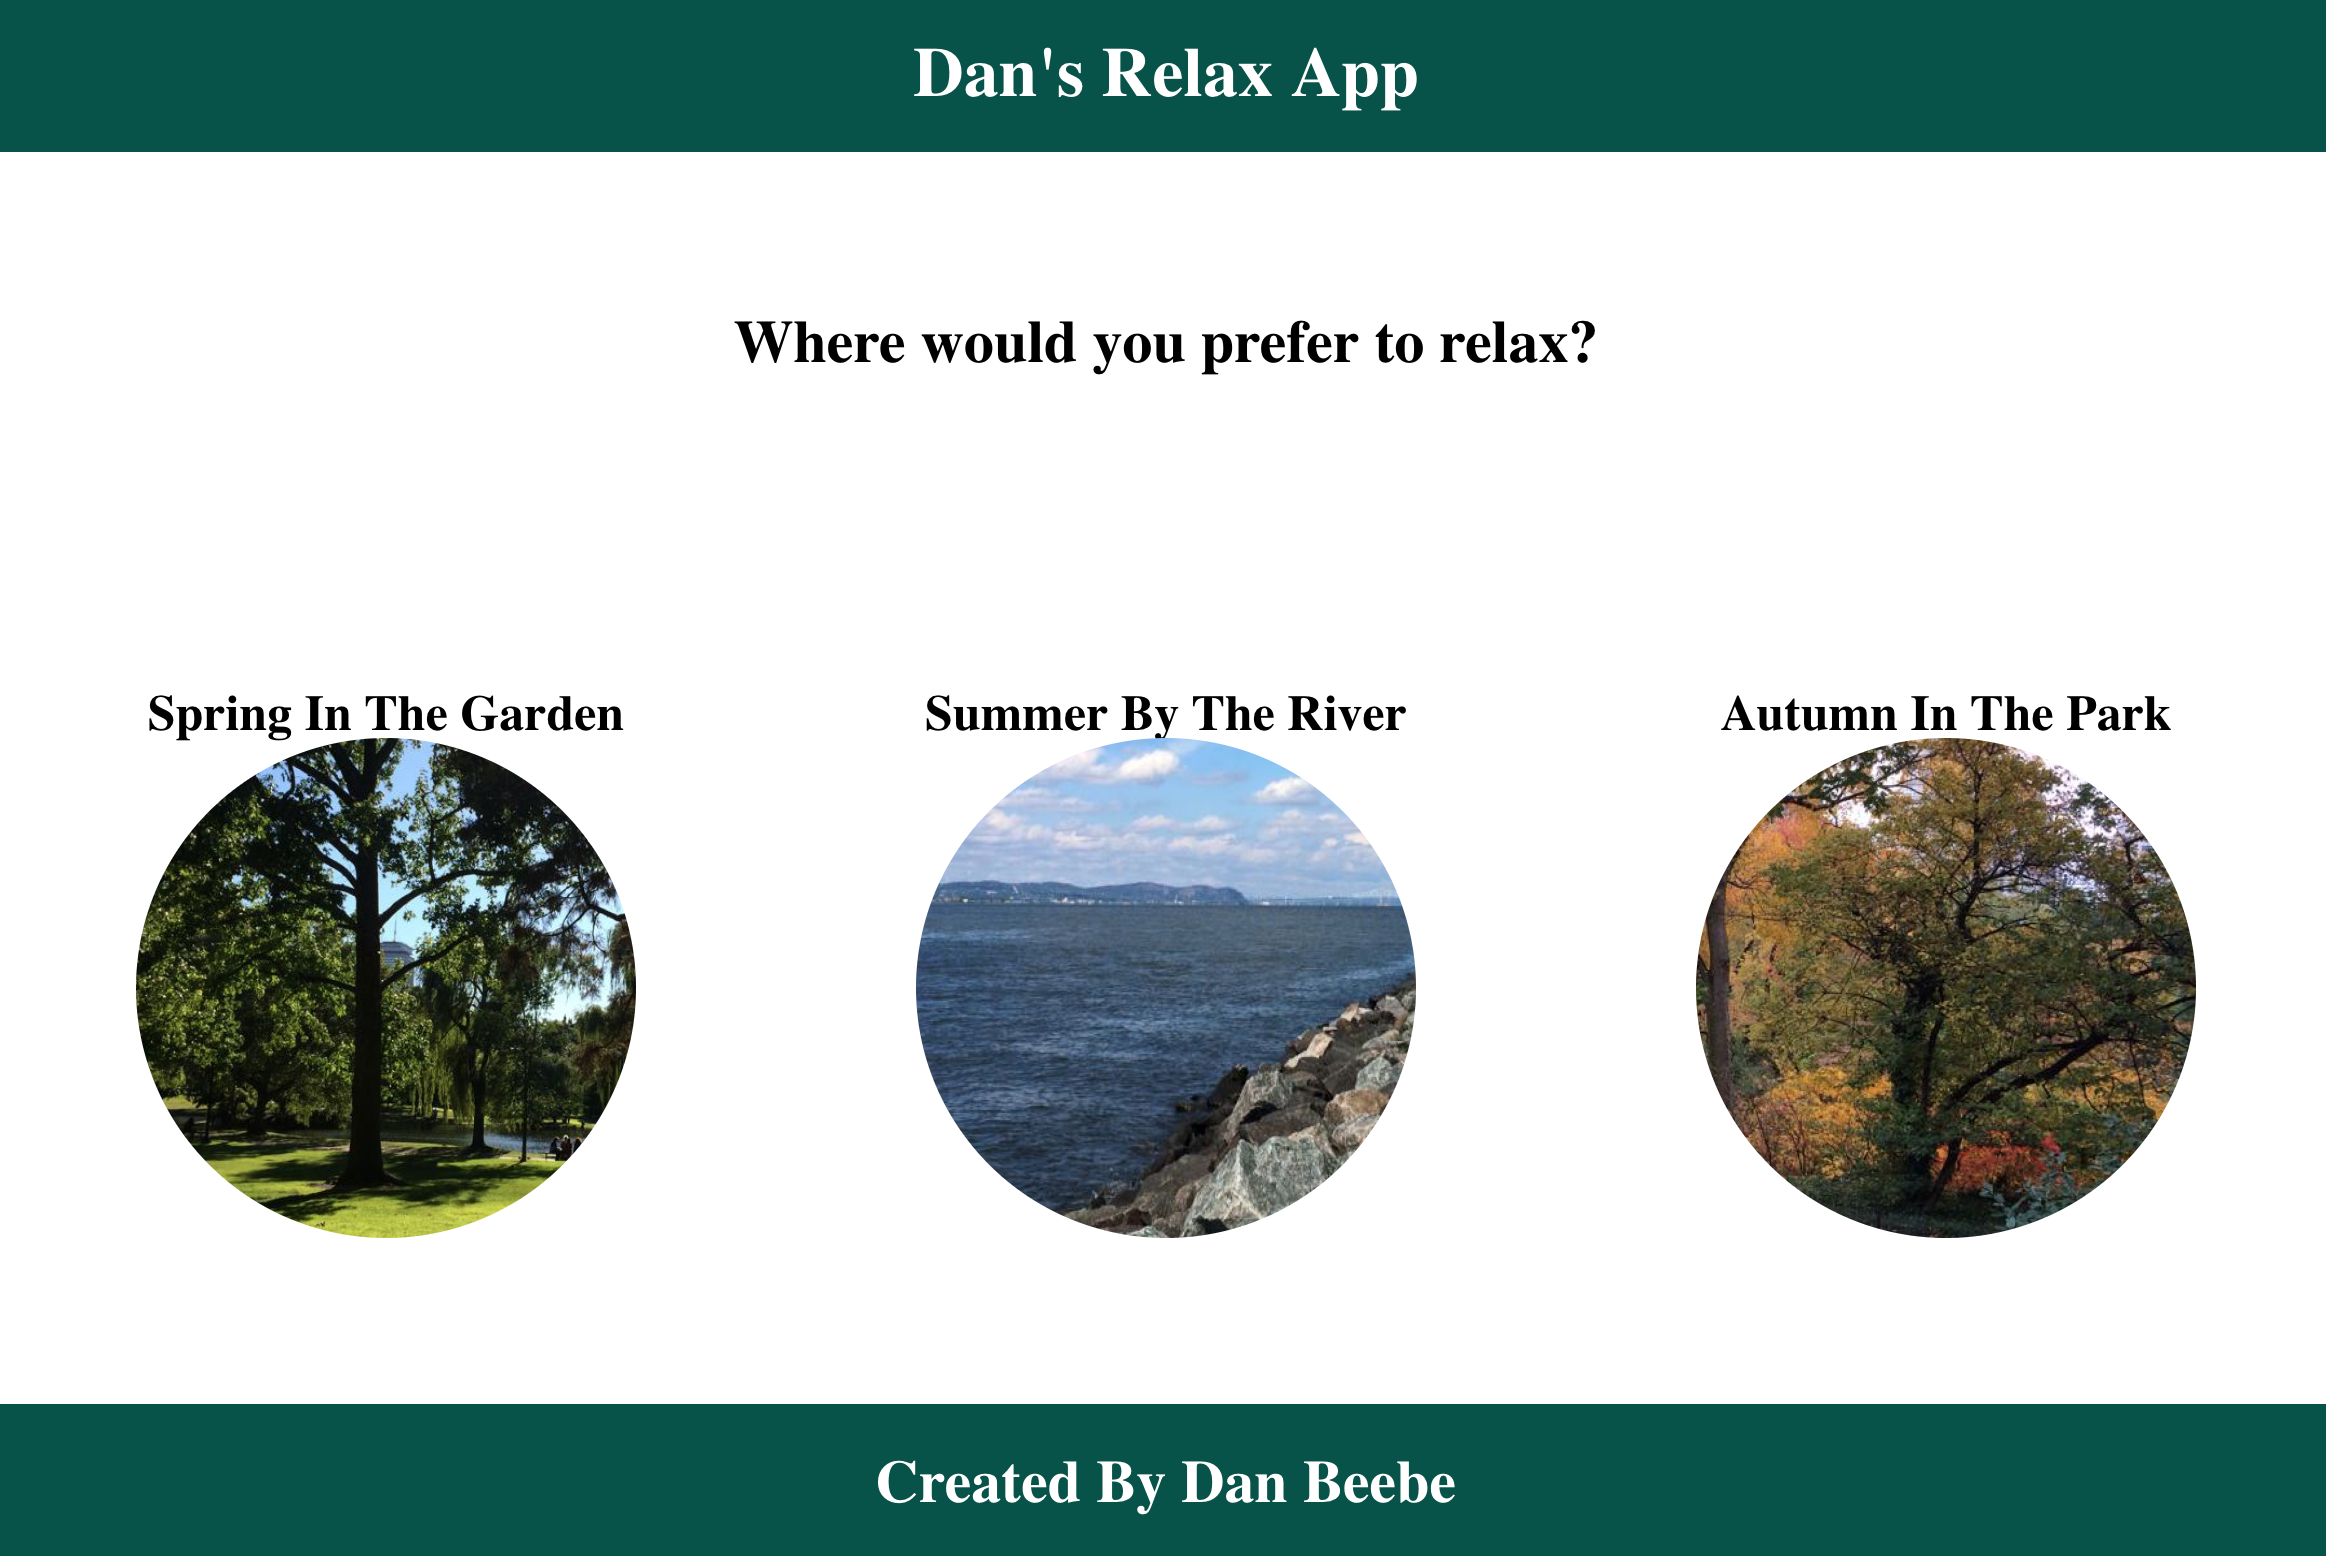 Dan's Relax App
Where would you prefer to relax?
Spring In The Garden
Summer By The River
Autumn In The Park
Created By Dan Beebe